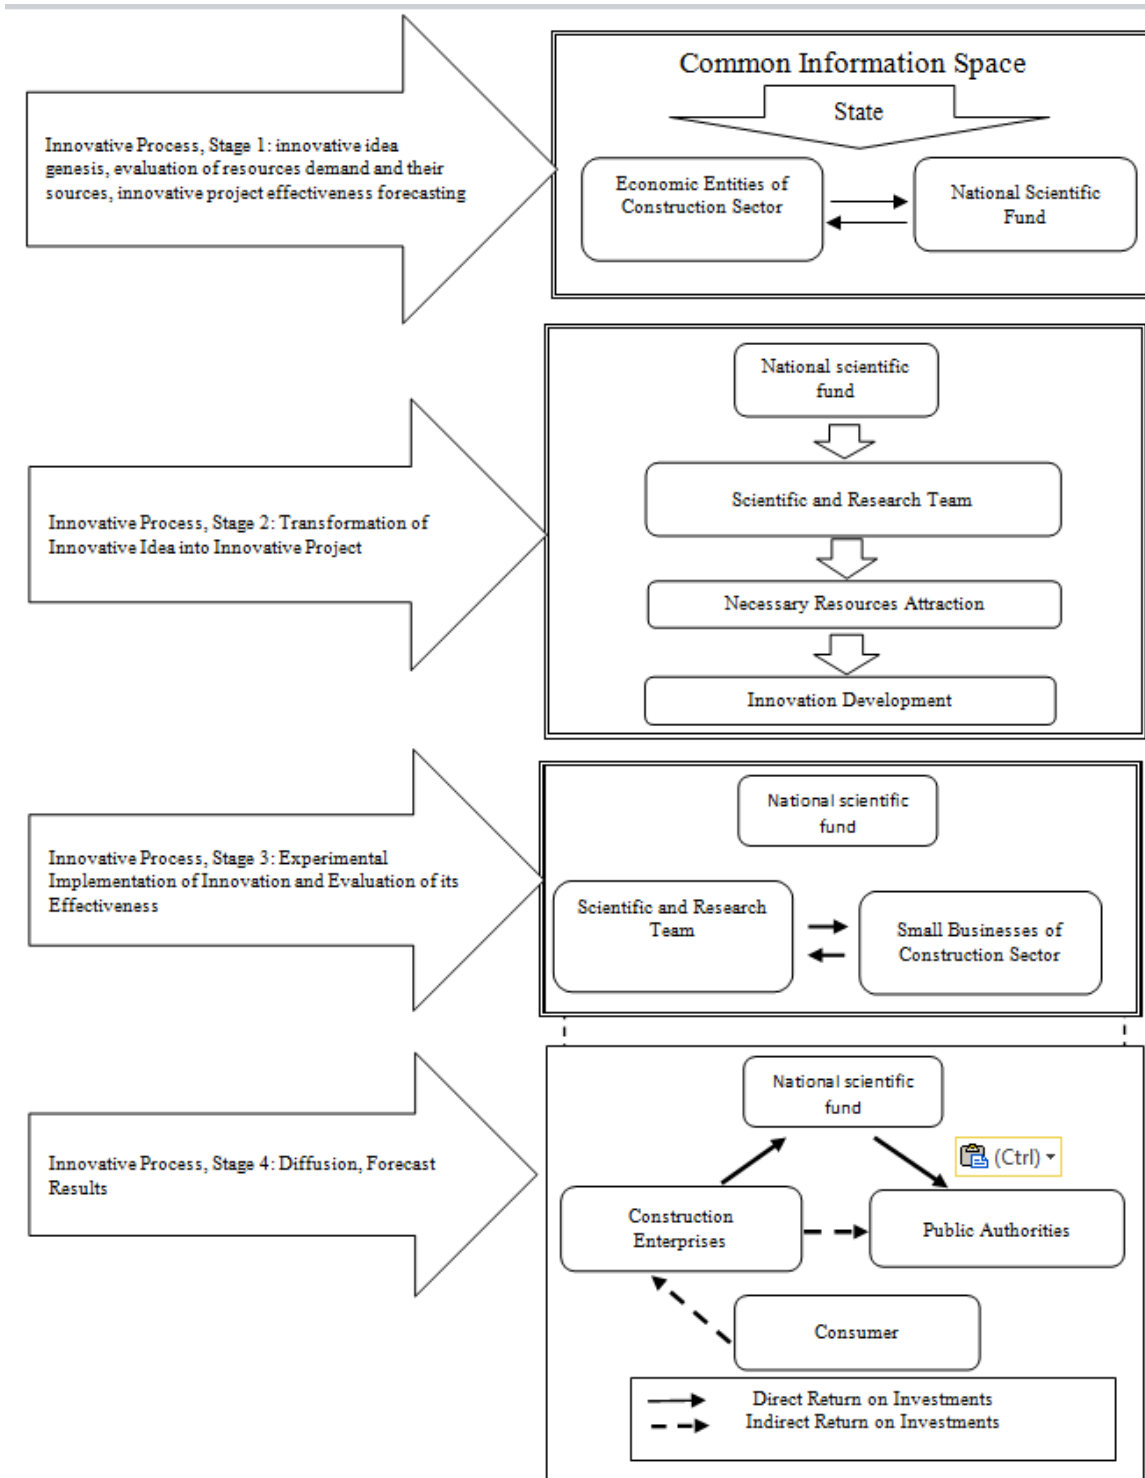 Common Information Space
State
Innovative Process, Stage 1: innovative idea
genesis, evaluation of resources demand and their
sources, innovative project effectiveness forecasting
Economic Entities of
Construction Sector
National Scientific
Fund
National scientific
fund
Scientific and Research Team
Innovative Process, Stage 2: Transformation of
Innovative Idea into Innovative Project
Necessary Resources Attraction
Innovation Development
National scientific
fund
Innovative Process, Stage 3: Experimental
Implementation of Innovation and Evaluation of its
Effectiveness
Scientific and Research
Team
Small Businesses of
Construction Sector
National scientific
fund
Innovative Process, Stage 4: Diffusion, Forecast
Results
(Ctrl)
Construction
Enterprises
Public Authorities
Consumer
Direct Return on Investments
Indirect Return on Investments